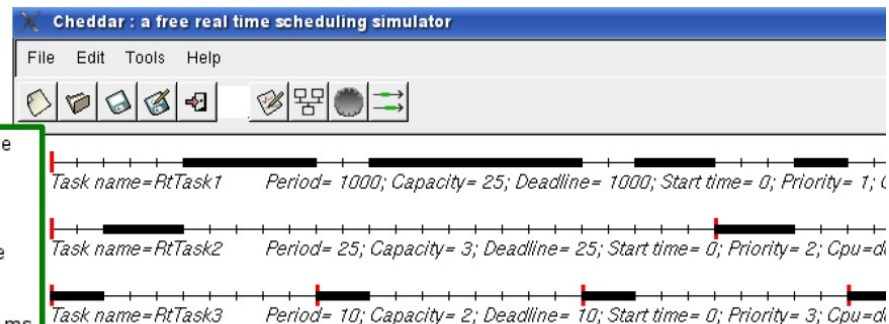 Cheddar : a free real time scheduling simulator
File Edit Tools Help
e
Task name=RtTask1 Period= 1000; Capacity= 25; Deadline= 1000; Start time= 0; Priority= 1;
Task name=RtTask2 Period= 25; Capacity= 3; Deadline= 25; Start time= 0; Priority= 2;
e
Task name=RtTask3 Period= 10; Capacity= 2; Deadline= 10; Start time= 0; Priority= 3;
ms